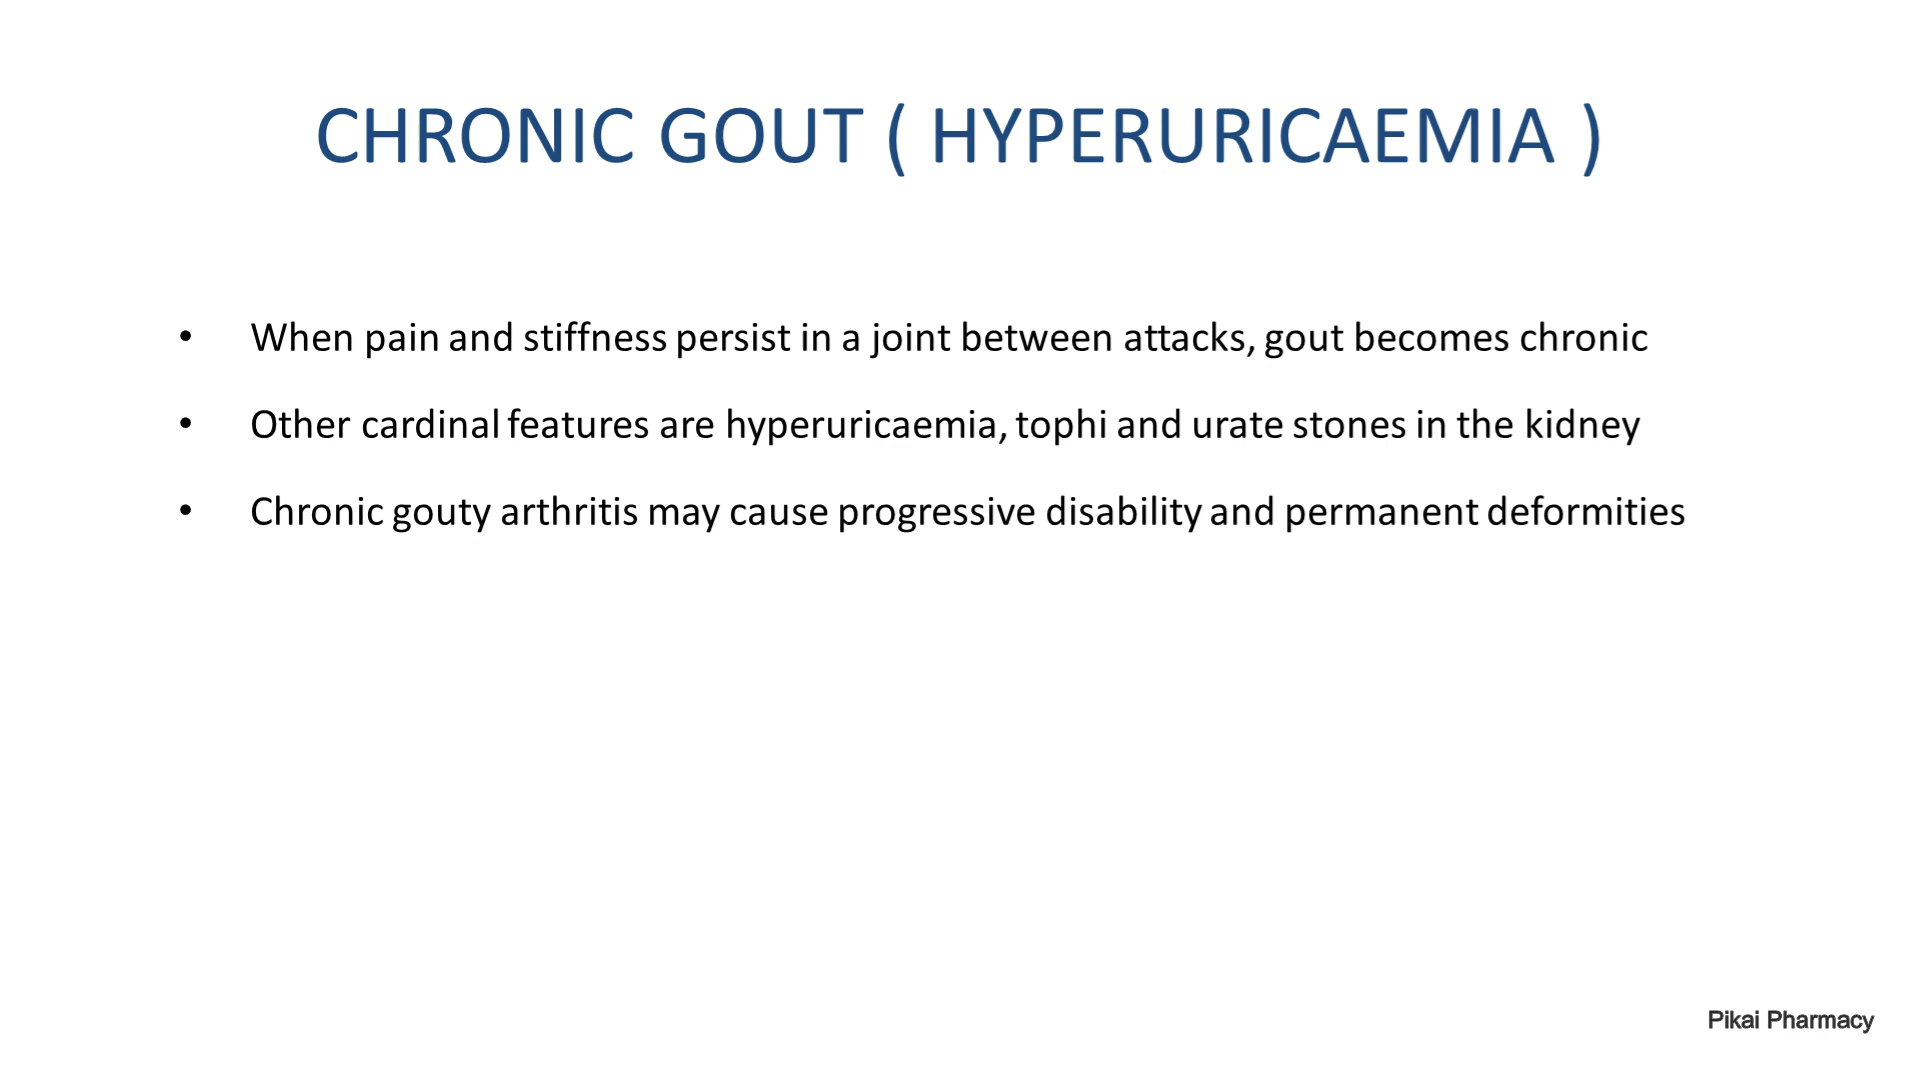 CHRONIC GOUT ( HYPERURICAEMIA )
• When pain and stiffness persist in a joint between attacks, gout becomes chronic
• Other cardinal features are hyperuricaemia, tophi and urate stones in the kidney
• Chronic gouty arthritis may cause progressive disability and permanent deformities
Pikai Pharmacy